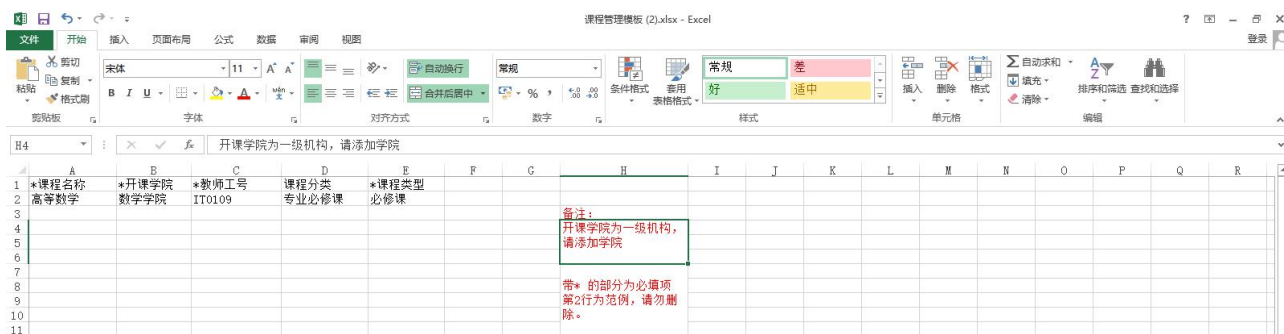 课程管理模板 (2).xlsx - Excel
文件 开始 插入 页面布局 公式 数据 审阅 视图 登录
剪切
复制
粘贴
格式刷
剪贴板
宋体 11
B I U
字体
自动换行
合并后居中
对齐方式
常规
数字
条件格式
套用
表格格式
常规 差
好 适中
样式
插入 删除 格式
单元格
自动求和
填充
清除
排序和筛选 查找和选择
编辑
H4 fx 开课学院为一级机构，请添加学院
A B C D E F G H I J K L M N O P Q R
1 *课程名称 *开课学院 *教师工号 课程分类 *课程类型
2 高等数学 数学学院 IT0109 专业必修课 必修课
3 备注：
4 开课学院为一级机构，
5 请添加学院
6
7
8 带* 的部分为必填项
9 第2行为范例，请勿删
10 除。
11